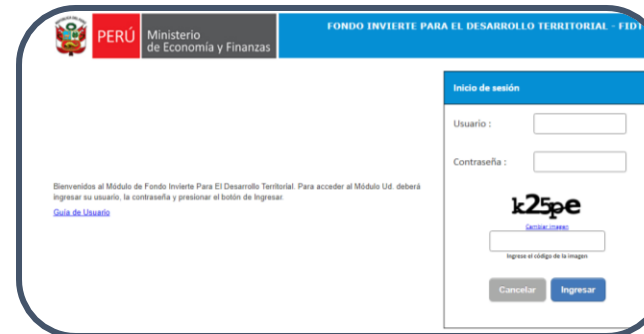 PERÚ
Ministerio
de Economía y Finanzas
FONDO INVIERTE PARA EL DESARROLLO TERRITORIAL - FIDT
Inicio de sesión
Usuario :
Contraseña :
Bienvenidos al Módulo de Fondo Invierte Para El Desarrollo Territorial. Para acceder al Módulo Ud. deberá
ingresar su usuario, la contraseña y presionar el botón de Ingresar.
Guía de Usuario
k25pe
Cambiar imagen
Ingrese el código de la imagen
Cancelar
Ingresar